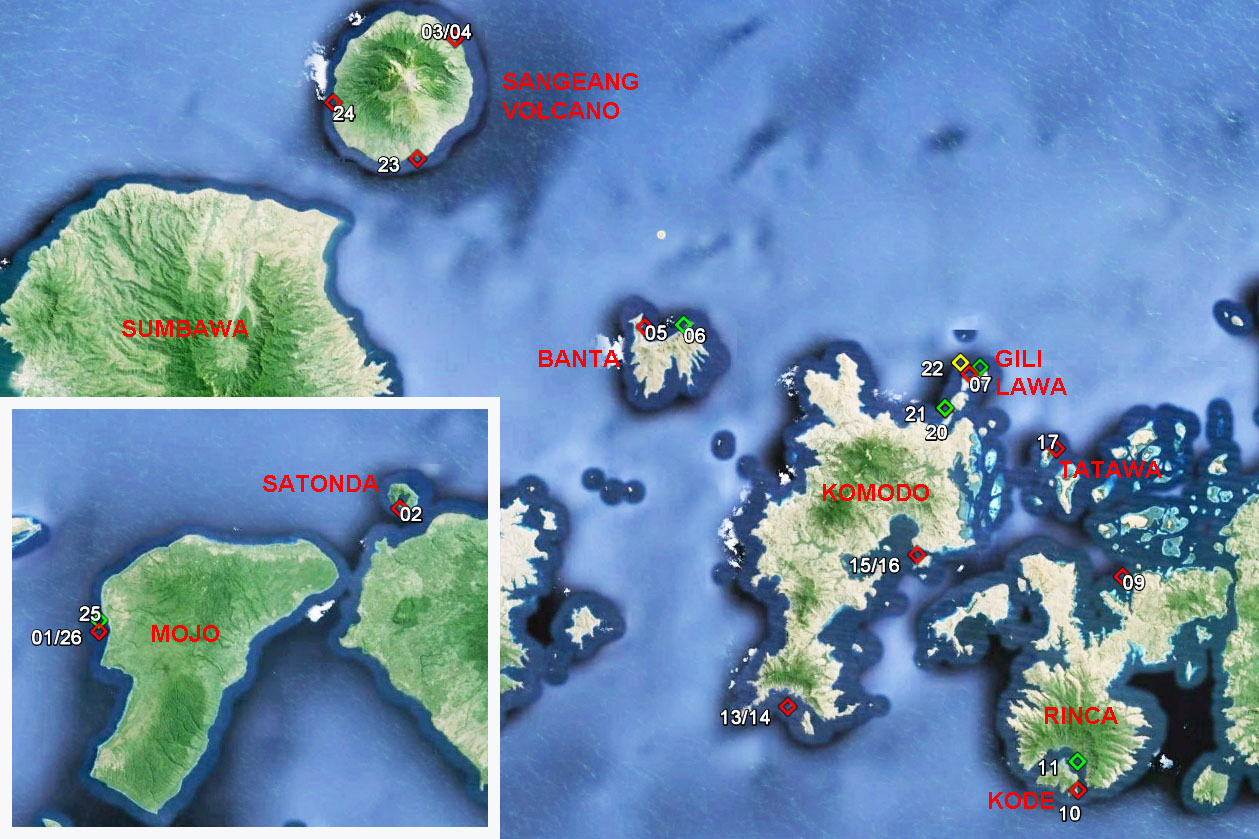 03/04
SANGEANG
VOLCANO
24
23
SUMBAWA
05
06
BANTA
22
GILI
07
LAWA
21
20
17
TATAWA
KOMODO
SATONDA
02
15/16
09
25
01/26
MOJO
13/14
RINCA
11
KODE
10